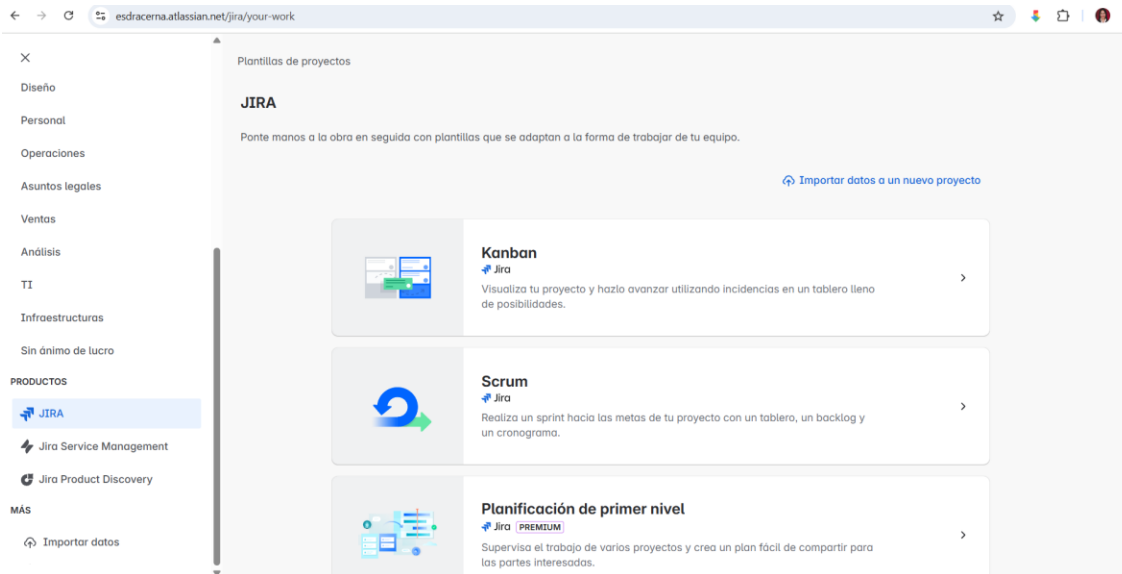 esdracerna.atlassian.net/jira/your-work
Diseño
Personal
Operaciones
Asuntos legales
Ventas
Análisis
TI
Infraestructuras
Sin ánimo de lucro
PRODUCTOS
JIRA
Jira Service Management
Jira Product Discovery
MÁS
Importar datos
Plantillas de proyectos
JIRA
Ponte manos a la obra en seguida con plantillas que se adaptan a la forma de trabajar de tu equipo.
Importar datos a un nuevo proyecto
Kanban
Jira
Visualiza tu proyecto y hazlo avanzar utilizando incidencias en un tablero lleno
de posibilidades.
Scrum
Jira
Realiza un sprint hacia las metas de tu proyecto con un tablero, un backlog y
un cronograma.
Planificación de primer nivel
Jira PREMIUM
Supervisa el trabajo de varios proyectos y crea un plan fácil de compartir para
las partes interesadas.